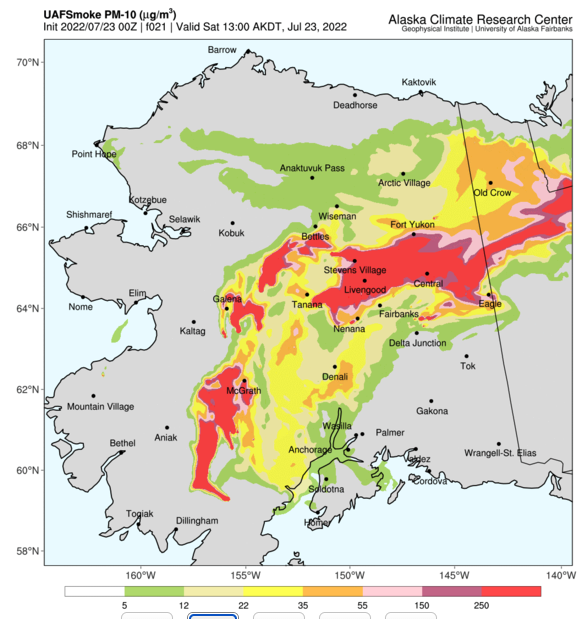 UAFSmoke PM-10 (μg/m³)
Init 2022/07/23 00Z | f021 | Valid Sat 13:00 AKDT, Jul 23, 2022
Alaska Climate Research Center
Geophysical Institute | University of Alaska Fairbanks
70°N
Barrow
Kaktovik
Deadhorse
68°N
Point Hope
Anaktuvuk Pass
Arctic Village
Old Crow
Kotzebue
Wiseman
Shishmaref
Selawik
66°N
Kobuk
Bettles
Fort Yukon
Stevens Village
Livengood
Central
Elim
Galena
Tanana
Eagle
64°N
Nome
Fairbanks
Kaltag
Nenana
Delta Junction
Tok
Denali
62°N
McGrath
Mountain Village
Gakona
Wasilla
Palmer
Aniak
Bethel
Anchorage
Valdez
Wrangell-St. Elias
60°N
Soldotna
Cordova
Togiak
Dillingham
Homer
58°N
160°W
155°W
150°W
145°W
140°W
5
12
22
35
55
150
250